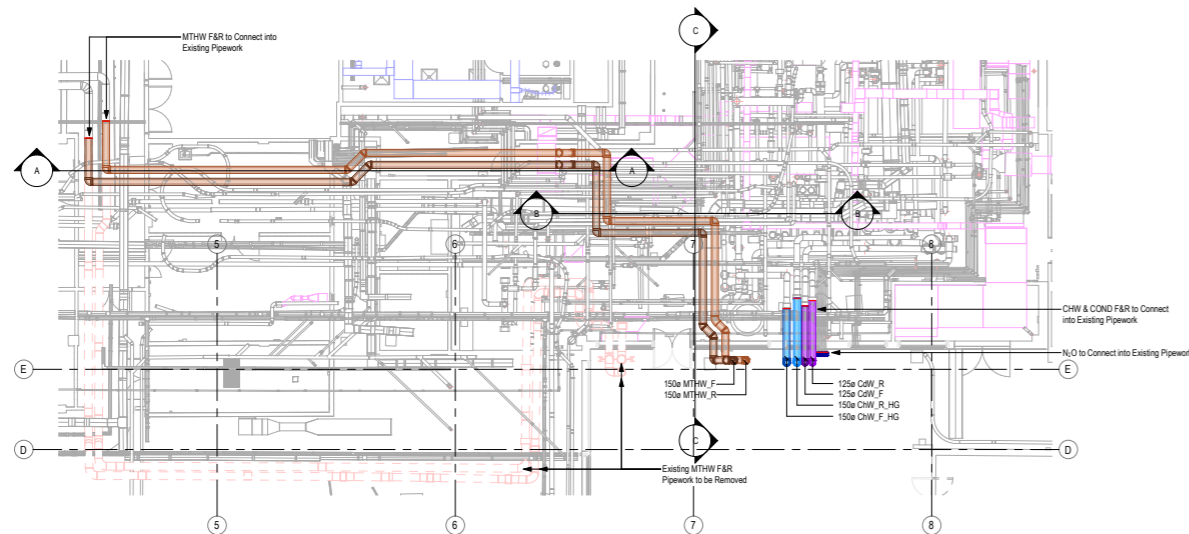 C
MTHW F&R to Connect into
Existing Pipework
A
A
B
B
5
6
7
8
CHW & COND F&R to Connect
into Existing Pipework
N₂O to Connect into Existing Pipework
E
E
150ø MTHW_F
150ø MTHW_R
125ø CdW_R
125ø CdW_F
150ø ChW_R_HG
150ø ChW_F_HG
C
D
D
Existing MTHW F&R
Pipework to be Removed
5
6
7
8